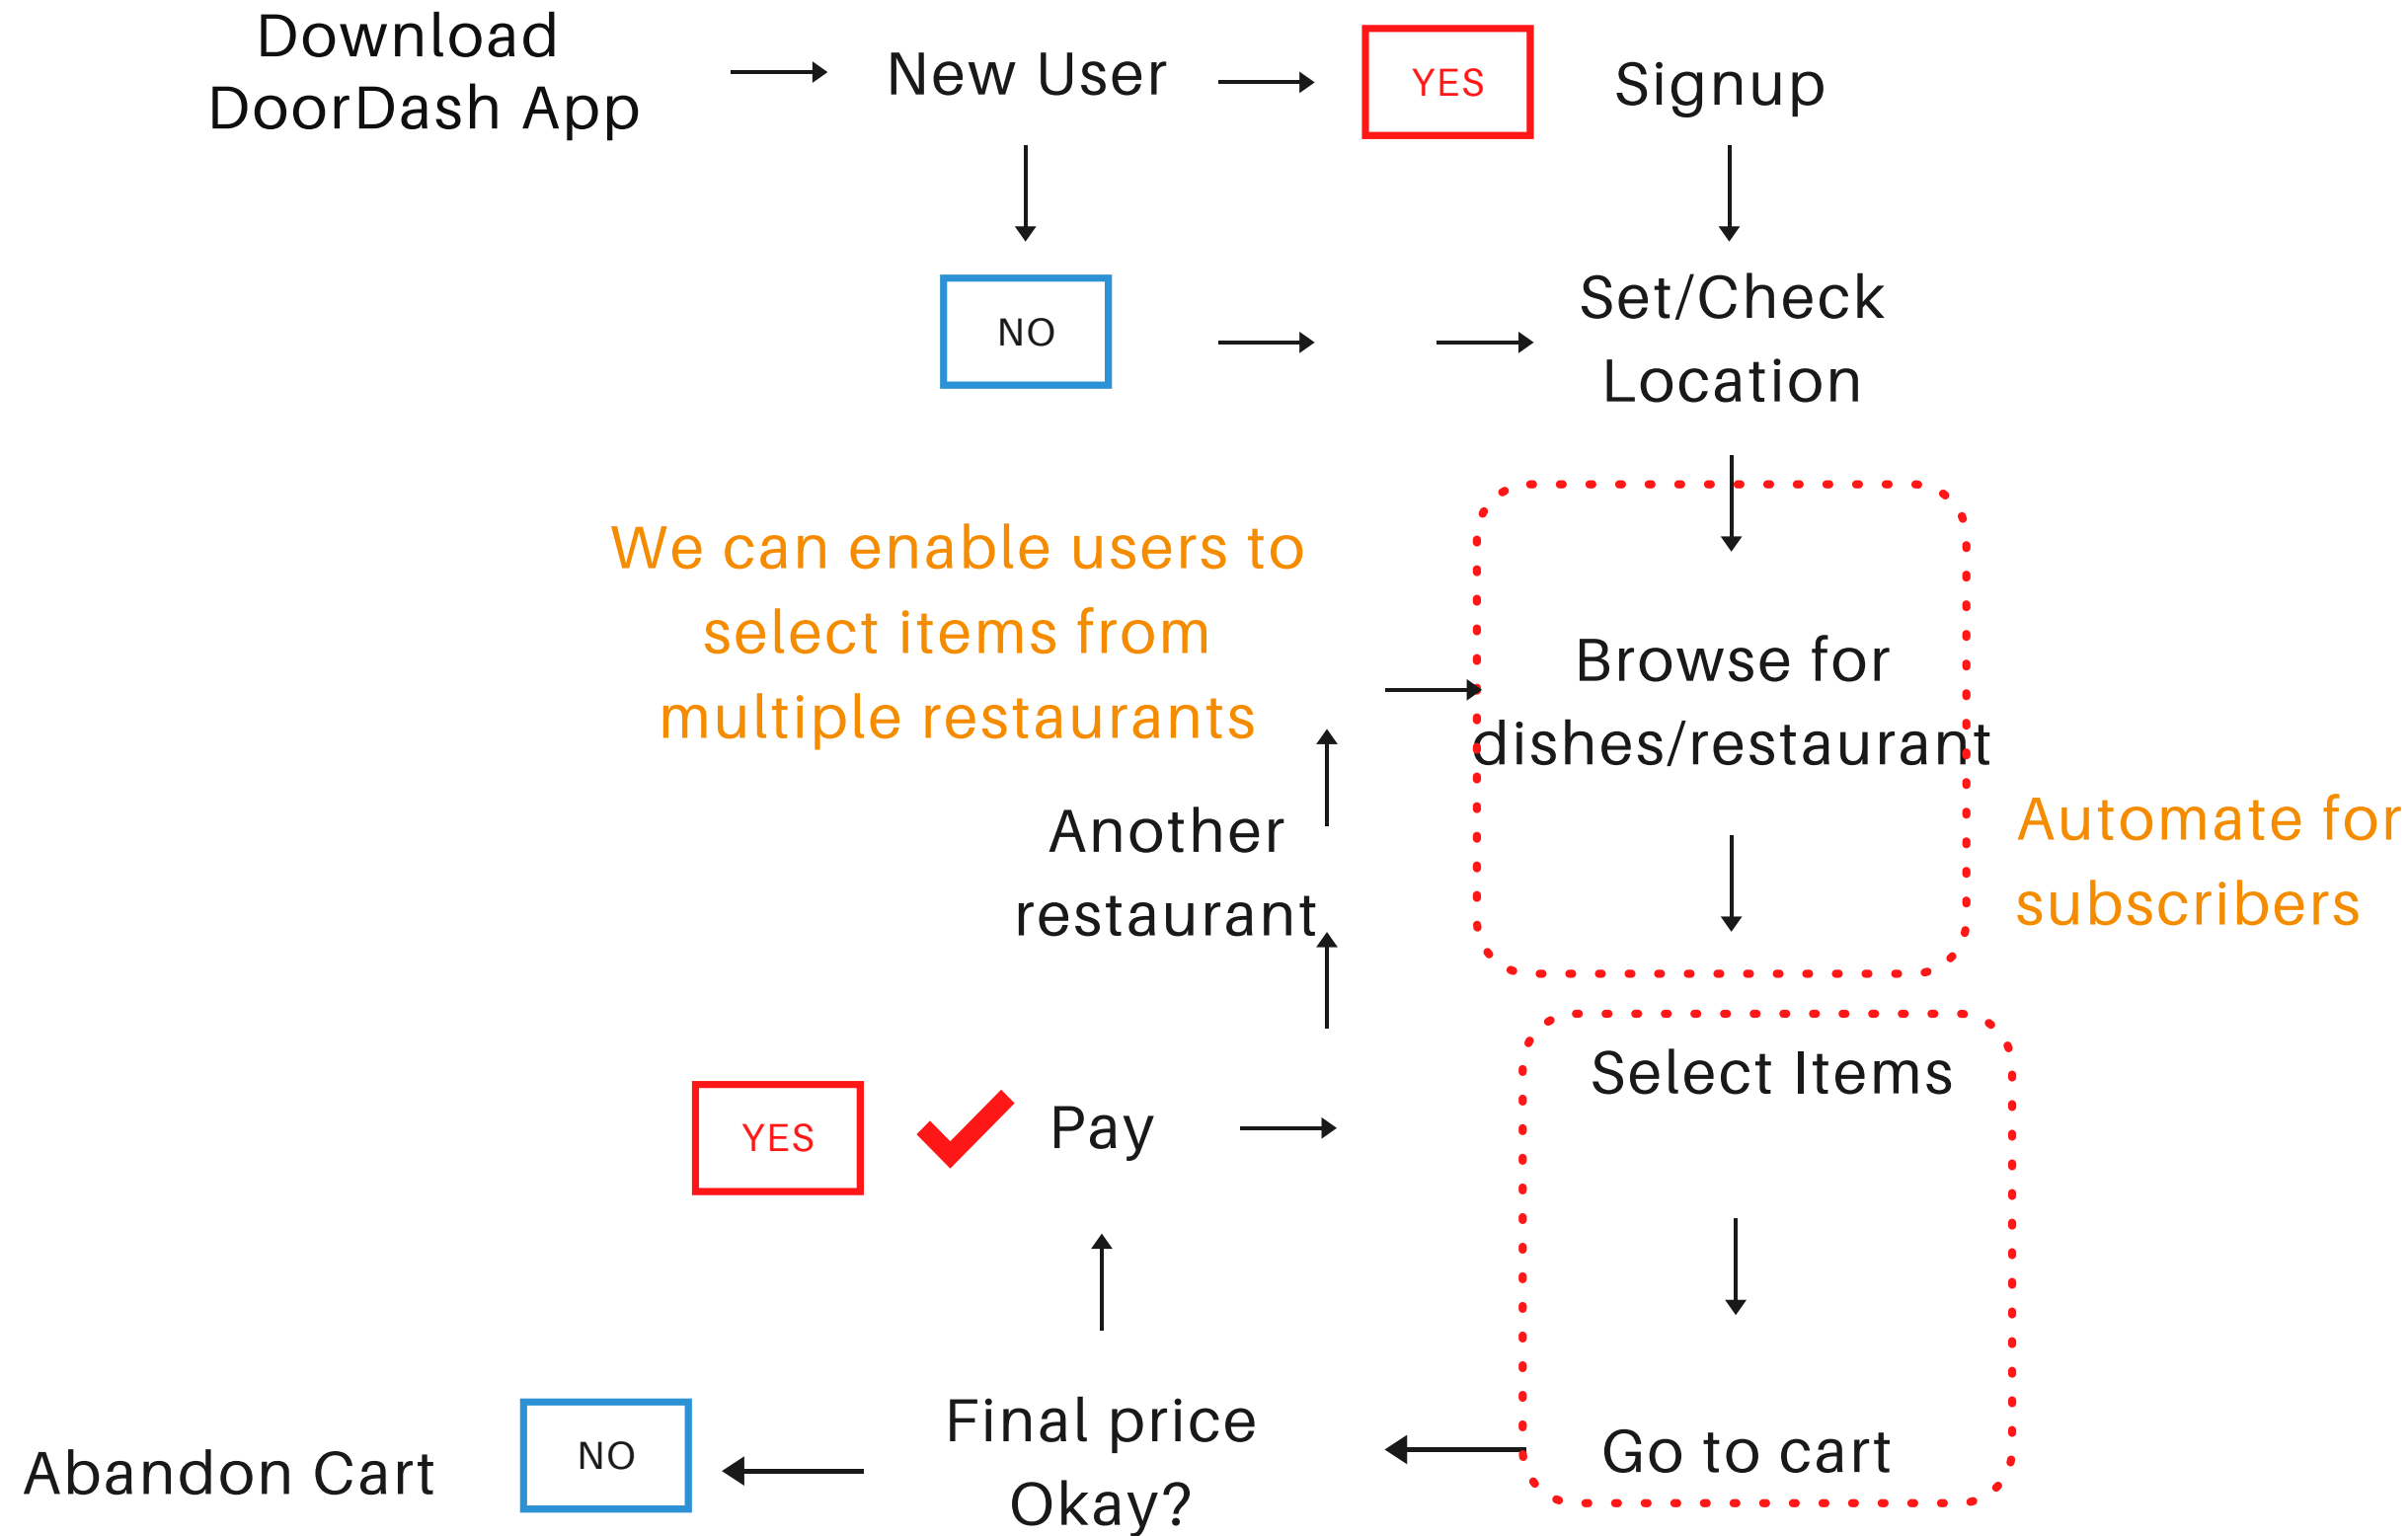 Download
DoorDash App
New User
YES
Signup
NO
Set/Check
Location
We can enable users to
select items from
multiple restaurants
Browse for
dishes/restaurant
Another
restaurant
Automate for
subscribers
Select Items
YES
Pay
Final price
Okay?
Go to cart
NO
Abandon Cart